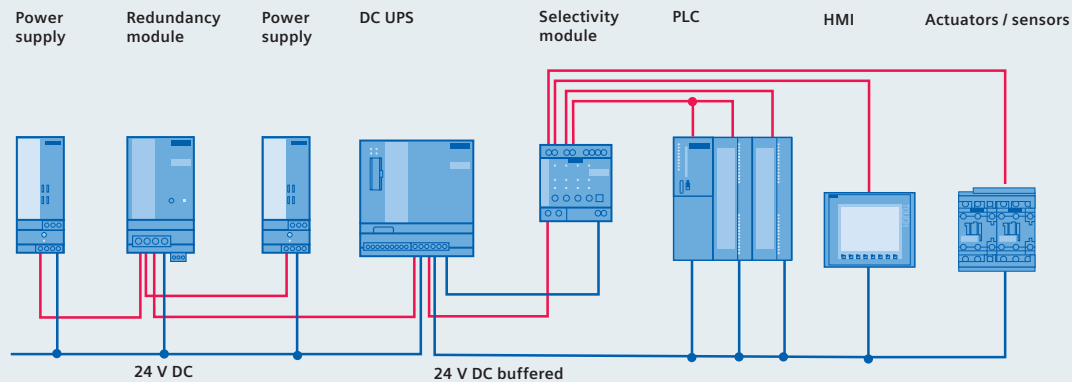 Power
supply
Redundancy
module
Power
supply
DC UPS
Selectivity
module
PLC
HMI
Actuators / sensors
24 V DC
24 V DC buffered